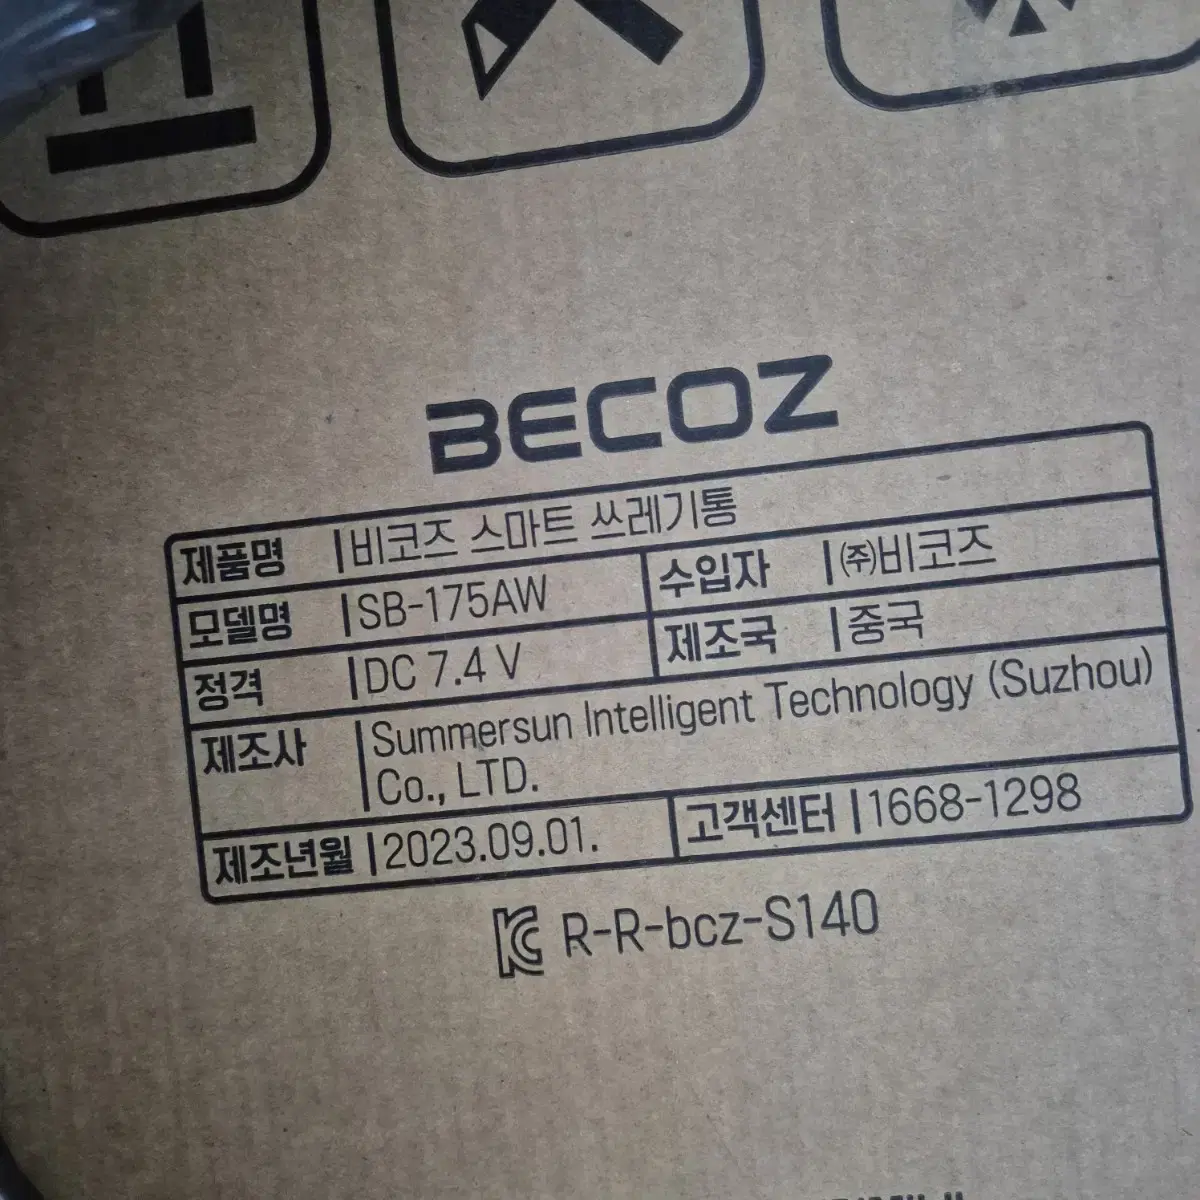 BECOZ
제품명 비코즈 스마트 쓰레기통
모델명 SB-175AW 수입자 ㈜비코즈
정격 DC 7.4 V 제조국 중국
제조사 Summersun Intelligent Technology (Suzhou)
Co., LTD.
제조년월 2023.09.01. 고객센터 1668-1298
R-R-bcz-S140